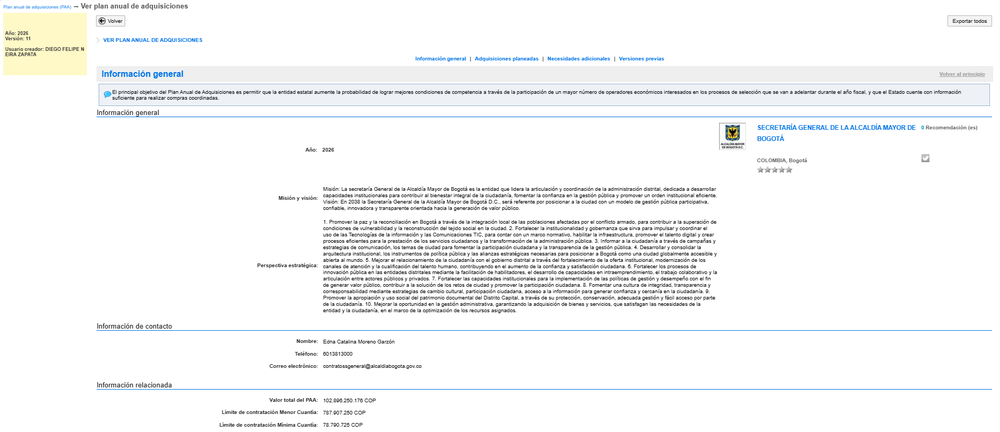 Plan anual de adquisiciones (PAA) → Ver plan anual de adquisiciones
Año: 2026
Versión: 11
Usuario creador: DIEGO FELIPE N
EIRA ZAPATA
Volver
Exportar todos
VER PLAN ANUAL DE ADQUISICIONES
Información general | Adquisiciones planeadas | Necesidades adicionales | Versiones previas
Información general
Volver al principio
El principal objetivo del Plan Anual de Adquisiciones es permitir que la entidad estatal aumente la probabilidad de lograr mejores condiciones de competencia a través de la participación de un mayor número de operadores económicos interesados en los procesos de selección que se van a adelantar durante el año fiscal, y que el Estado cuente con información
suficiente para realizar compras coordinadas.
Información general
Año: 2026
ALCALDÍA MAYOR
DE BOGOTÁ D.C.
SECRETARÍA GENERAL DE LA ALCALDÍA MAYOR DE
BOGOTÁ
0 Recomendación (es)
COLOMBIA, Bogotá
Misión y visión:
Misión: La secretaría General de la Alcaldía Mayor de Bogotá es la entidad que lidera la articulación y coordinación de la administración distrital, dedicada a desarrollar
capacidades institucionales para contribuir al bienestar integral de la ciudadanía, fomentar la confianza en la gestión pública y promover un orden institucional eficiente.
Visión: En 2038 la Secretaría General de la Alcaldía Mayor de Bogotá D.C., será referente por posicionar a la ciudad con un modelo de gestión pública participativa,
confiable, innovadora y transparente orientada hacia la generación de valor público.
Perspectiva estratégica:
1. Promover la paz y la reconciliación en Bogotá a través de la integración local de las poblaciones afectadas por el conflicto armado, para contribuir a la superación de
condiciones de vulnerabilidad y la reconstrucción del tejido social en la ciudad. 2. Fortalecer la institucionalidad y gobernanza que sirva para impulsar y coordinar el
uso de las Tecnologías de la información y las Comunicaciones TIC, para contar con un marco normativo, habilitar la infraestructura, promover el talento digital y crear
procesos eficientes para la prestación de los servicios ciudadanos y la transformación de la administración pública. 3. Informar a la ciudadanía a través de campañas y
estrategias de comunicación, los temas de ciudad para fomentar la participación ciudadana y la transparencia de la gestión pública. 4. Desarrollar y consolidar la
arquitectura institucional, los instrumentos de política pública y las alianzas estratégicas necesarias para posicionar a Bogotá como una ciudad globalmente accesible y
abierta al mundo. 5. Mejorar el relacionamiento de la ciudadanía con el gobierno distrital a través del fortalecimiento de la oferta institucional, modernización de los
canales de atención y la cualificación del talento humano, contribuyendo en el aumento de la confianza y satisfacción ciudadana. 6. Fortalecer los procesos de
innovación pública en las entidades distritales mediante la facilitación de habilitadores, el desarrollo de capacidades en intraemprendimiento, el trabajo colaborativo y la
articulación entre actores públicos y privados. 7. Fortalecer las capacidades institucionales para la implementación de las políticas de gestión y desempeño con el fin
de generar valor público, contribuir a la solución de los retos de ciudad y promover la participación ciudadana. 8. Fomentar una cultura de integridad, transparencia y
corresponsabilidad mediante estrategias de cambio cultural, participación ciudadana, acceso a la información para generar confianza y cercanía en la ciudadanía. 9.
Promover la apropiación y uso social del patrimonio documental del Distrito Capital, a través de su protección, conservación, adecuada gestión y fácil acceso por parte
de la ciudadanía. 10. Mejorar la oportunidad en la gestión administrativa, garantizando la adquisición de bienes y servicios, que satisfagan las necesidades de la
entidad y la ciudadanía, en el marco de la optimización de los recursos asignados.
Información de contacto
Nombre: Edna Catalina Moreno Garzón
Teléfono: 6013813000
Correo electrónico: contratossgeneral@alcaldiabogota.gov.co
Información relacionada
Valor total del PAA: 102.896.250.176 COP
Límite de contratación Menor Cuantía: 787.907.250 COP
Límite de contratación Mínima Cuantía: 78.790.725 COP